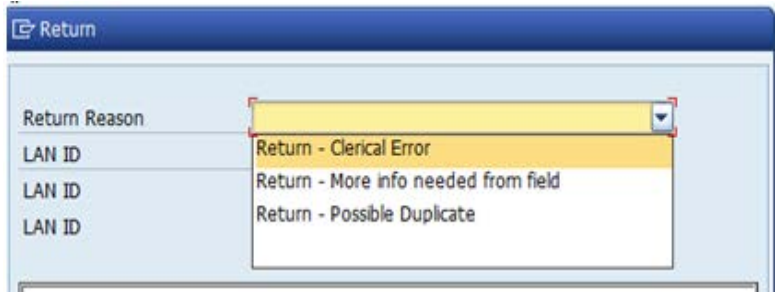 Return
Return Reason
Return - Clerical Error
LAN ID
Return - More info needed from field
LAN ID
Return - Possible Duplicate
LAN ID